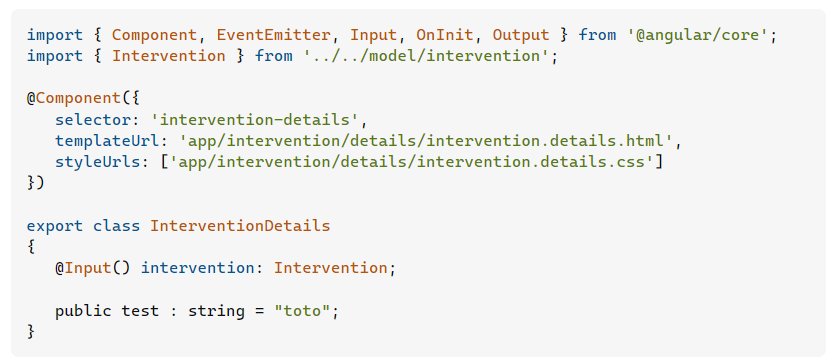 import { Component, EventEmitter, Input, OnInit, Output } from '@angular/core';
import { Intervention } from '../../model/intervention';

@Component({
   selector: 'intervention-details',
   templateUrl: 'app/intervention/details/intervention.details.html',
   styleUrls: ['app/intervention/details/intervention.details.css']
})

export class InterventionDetails
{
   @Input() intervention: Intervention;

   public test : string = "toto";
}